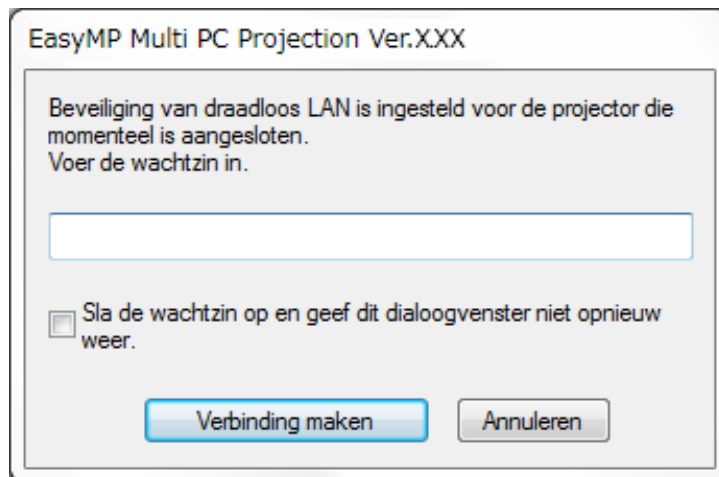 EasyMP Multi PC Projection Ver.X.XX
Beveiliging van draadloos LAN is ingesteld voor de projector die
momenteel is aangesloten.
Voer de wachtzin in.
Sla de wachtzin op en geef dit dialoogvenster niet opnieuw
weer.
Verbinding maken
Annuleren